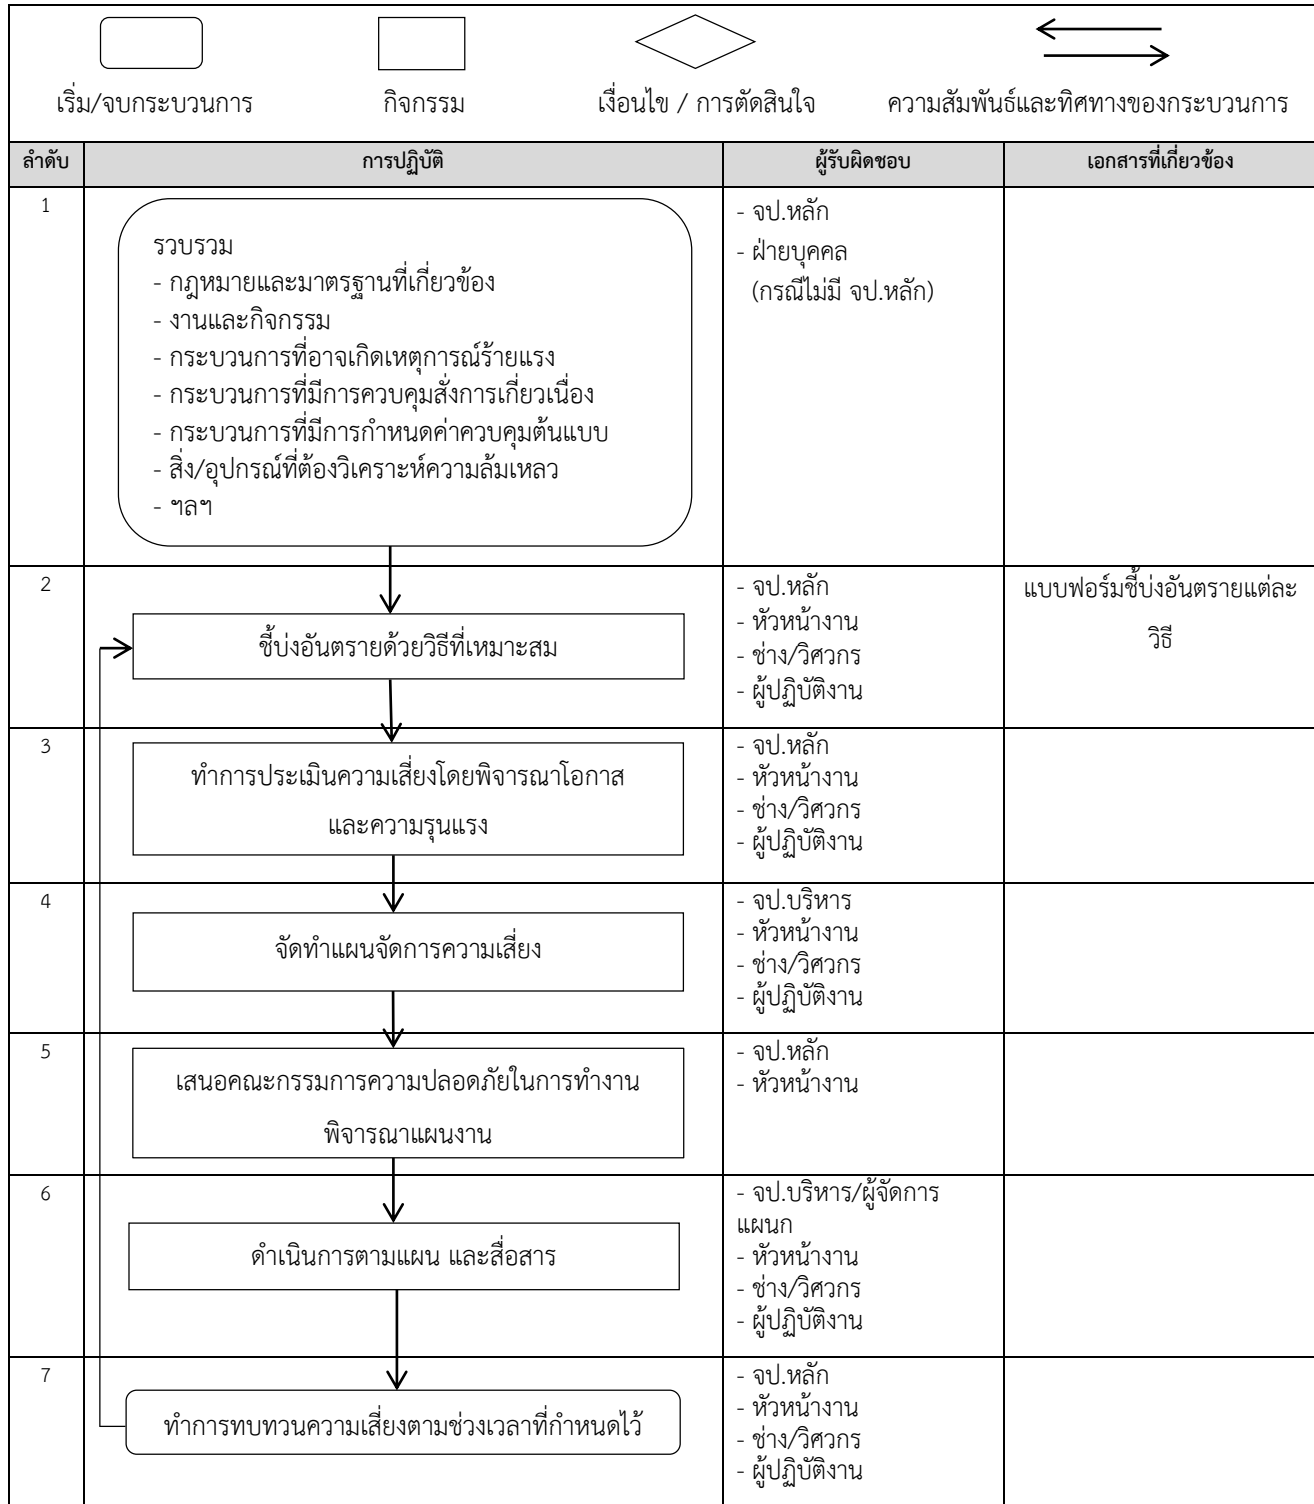 เริ่ม/จบกระบวนการ กิจกรรม เงื่อนไข / การตัดสินใจ ความสัมพันธ์และทิศทางของกระบวนการ
ลำดับ การปฏิบัติ ผู้รับผิดชอบ เอกสารที่เกี่ยวข้อง
1
รวบรวม
- กฎหมายและมาตรฐานที่เกี่ยวข้อง
- งานและกิจกรรม
- กระบวนการที่อาจเกิดเหตุการณ์ร้ายแรง
- กระบวนการที่มีการควบคุมสั่งการเกี่ยวเนื่อง
- กระบวนการที่มีการกำหนดค่าควบคุมต้นแบบ
- สิ่ง/อุปกรณ์ที่ต้องวิเคราะห์ความล้มเหลว
- ฯลฯ
- จป.หลัก
- ฝ่ายบุคคล
(กรณีไม่มี จป.หลัก)
2
ชี้บ่งอันตรายด้วยวิธีที่เหมาะสม
- จป.หลัก
- หัวหน้างาน
- ช่าง/วิศวกร
- ผู้ปฏิบัติงาน
แบบฟอร์มชี้บ่งอันตรายแต่ละ
วิธี
3
ทำการประเมินความเสี่ยงโดยพิจารณาโอกาส
และความรุนแรง
- จป.หลัก
- หัวหน้างาน
- ช่าง/วิศวกร
- ผู้ปฏิบัติงาน
4
จัดทำแผนจัดการความเสี่ยง
- จป.บริหาร
- หัวหน้างาน
- ช่าง/วิศวกร
- ผู้ปฏิบัติงาน
5
เสนอคณะกรรมการความปลอดภัยในการทำงาน
พิจารณาแผนงาน
- จป.หลัก
- หัวหน้างาน
6
ดำเนินการตามแผน และสื่อสาร
- จป.บริหาร/ผู้จัดการ
แผนก
- หัวหน้างาน
- ช่าง/วิศวกร
- ผู้ปฏิบัติงาน
7
ทำการทบทวนความเสี่ยงตามช่วงเวลาที่กำหนดไว้
- จป.หลัก
- หัวหน้างาน
- ช่าง/วิศวกร
- ผู้ปฏิบัติงาน